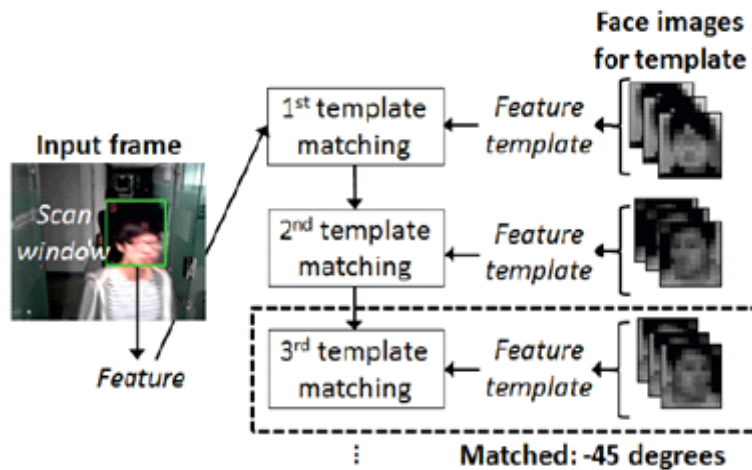 Face images
for template
1st template
matching
Feature
template
Input frame
Scan
window
2nd template
matching
Feature
template
Feature
3rd template
matching
Feature
template
⋮
Matched: -45 degrees